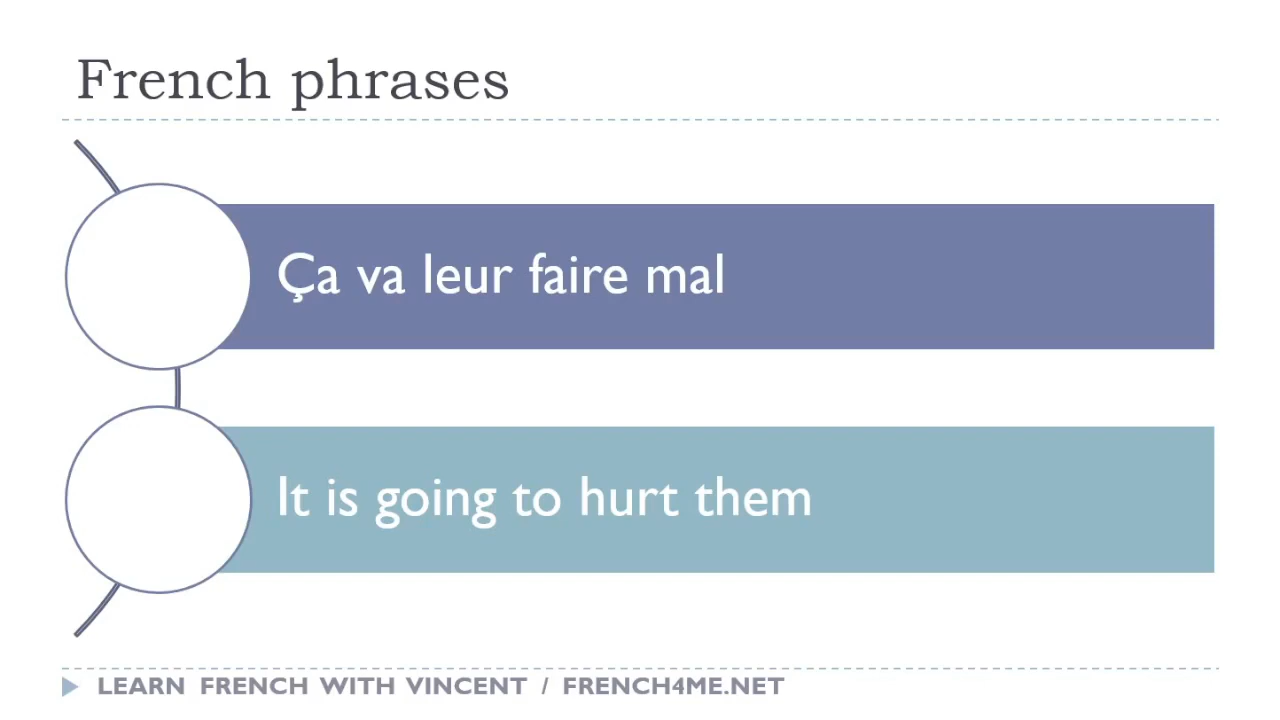 French phrases
Ça va leur faire mal
It is going to hurt them
LEARN FRENCH WITH VINCENT / FRENCH4ME.NET